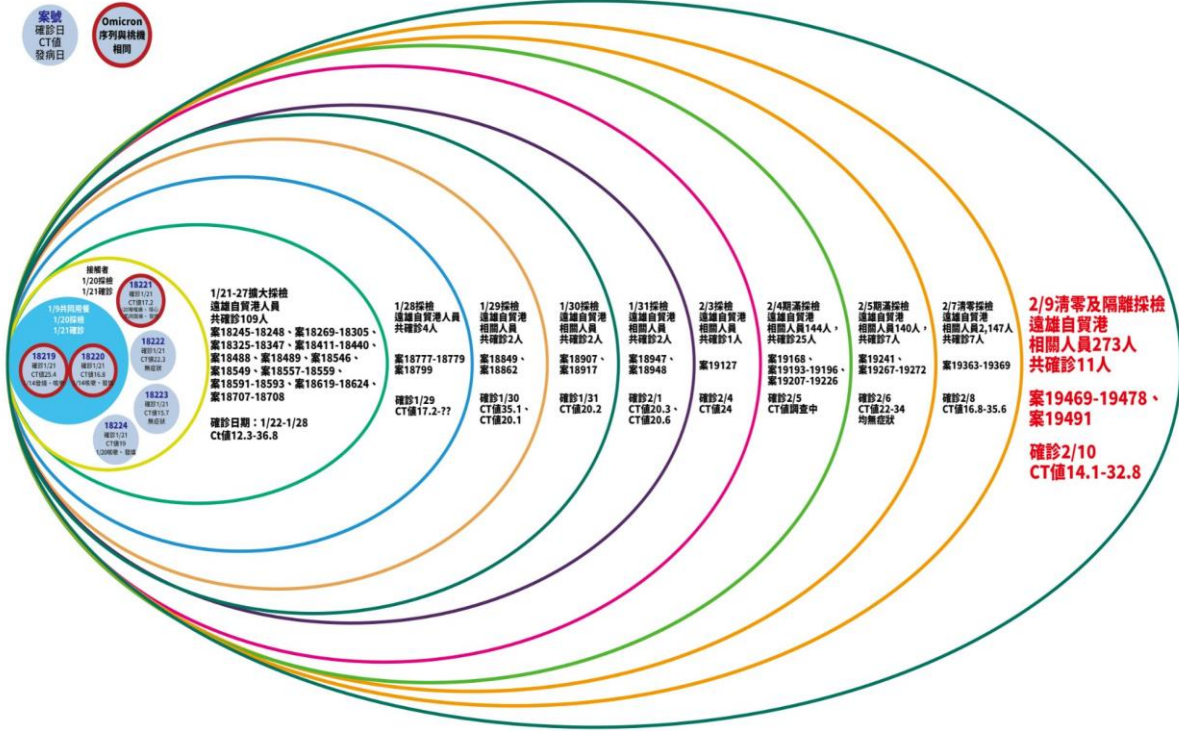 案號
確診日
CT值
發病日
Omicron
序列與桃機
相同
接觸者
1/20採檢
1/21確診
1/9共同用餐
1/20採檢
1/21確診
18219
確診1/21
CT值25.4
18220
確診1/21
CT值16.8
18221
確診1/21
CT值17.2
18222
確診1/21
CT值22.3
無症狀
18223
確診1/21
CT值15.7
無症狀
18224
確診1/21
CT值19
1/20咳嗽、發燒
1/21-27擴大採檢
遠雄自貿港人員
共確診109人
案18245-18248、案18269-18305、
案18325-18347、案18411-18440、
案18488、案18489、案18546、
案18549、案18557-18559、
案18591-18593、案18619-18624、
案18707-18708
確診日期：1/22-1/28
Ct值12.3-36.8
1/28採檢
遠雄自貿港人員
共確診4人
案18777-18779
案18799
確診1/29
CT值17.2-??
1/29採檢
遠雄自貿港
相關人員
共確診2人
案18849、
案18862
確診1/30
CT值35.1、
CT值20.1
1/30採檢
遠雄自貿港
相關人員
共確診2人
案18907、
案18917
確診1/31
CT值20.2
1/31採檢
遠雄自貿港
相關人員
共確診2人
案18947、
案18948
確診2/1
CT值20.3、
CT值20.6
2/3採檢
遠雄自貿港
相關人員
共確診1人
案19127
確診2/4
CT值24
2/4期滿採檢
遠雄自貿港
相關人員144人，
共確診25人
案19168、
案19193-19196、
案19207-19226
確診2/5
CT值調查中
2/5期滿採檢
遠雄自貿港
相關人員140人，
共確診7人
案19241、
案19267-19272
確診2/6
CT值22-34
均無症狀
2/7清零採檢
遠雄自貿港
相關人員2,147人
共確診7人
案19363-19369
確診2/8
CT值16.8-35.6
2/9清零及隔離採檢
遠雄自貿港
相關人員273人
共確診11人
案19469-19478、
案19491
確診2/10
CT值14.1-32.8